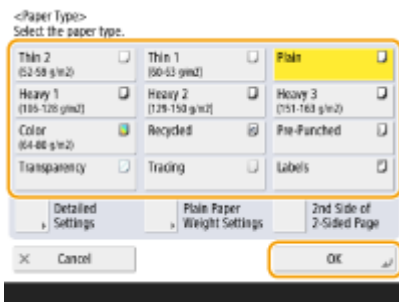 <Paper Type>
Select the paper type.
Thin 2
(52-59 g/m2)
Thin 1
(60-63 g/m2)
Plain
Heavy 1
(106-128 g/m2)
Heavy 2
(129-150 g/m2)
Heavy 3
(151-163 g/m2)
Color
(64-80 g/m2)
Recycled
Pre-Punched
Transparency
Tracing
Labels
Detailed
Settings
Plain Paper
Weight Settings
2nd Side of
2-Sided Page
Cancel
OK